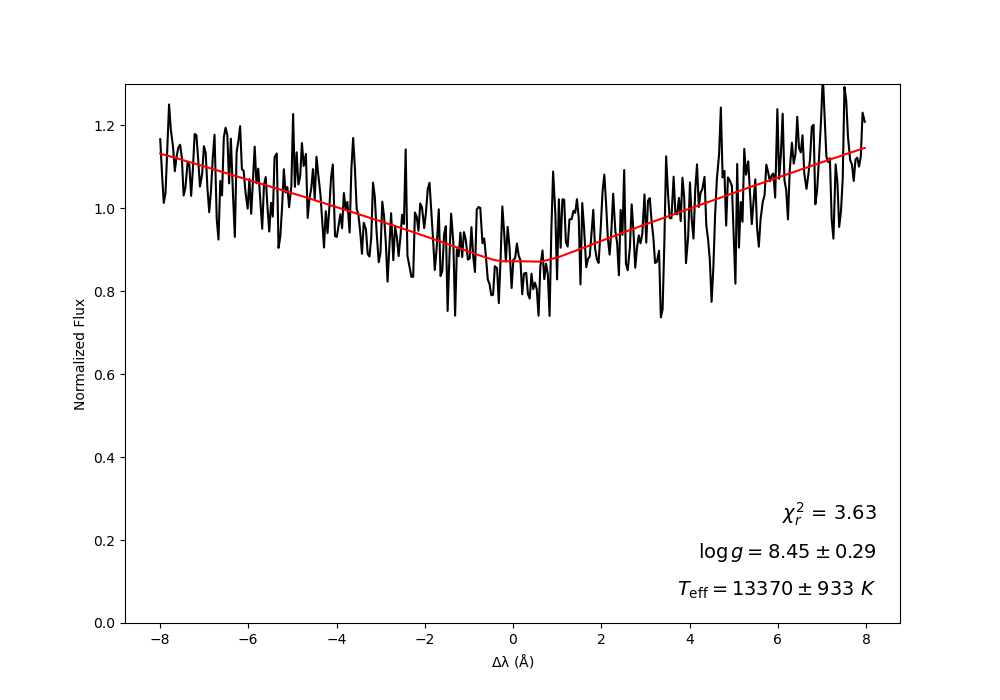 1.2
1.0
0.8
0.6
0.4
0.2
0.0
Normalized Flux
χ²ᵣ = 3.63
log g = 8.45 ± 0.29
T_eff = 13370 ± 933 K
−8 −6 −4 −2 0 2 4 6 8
Δλ (Å)